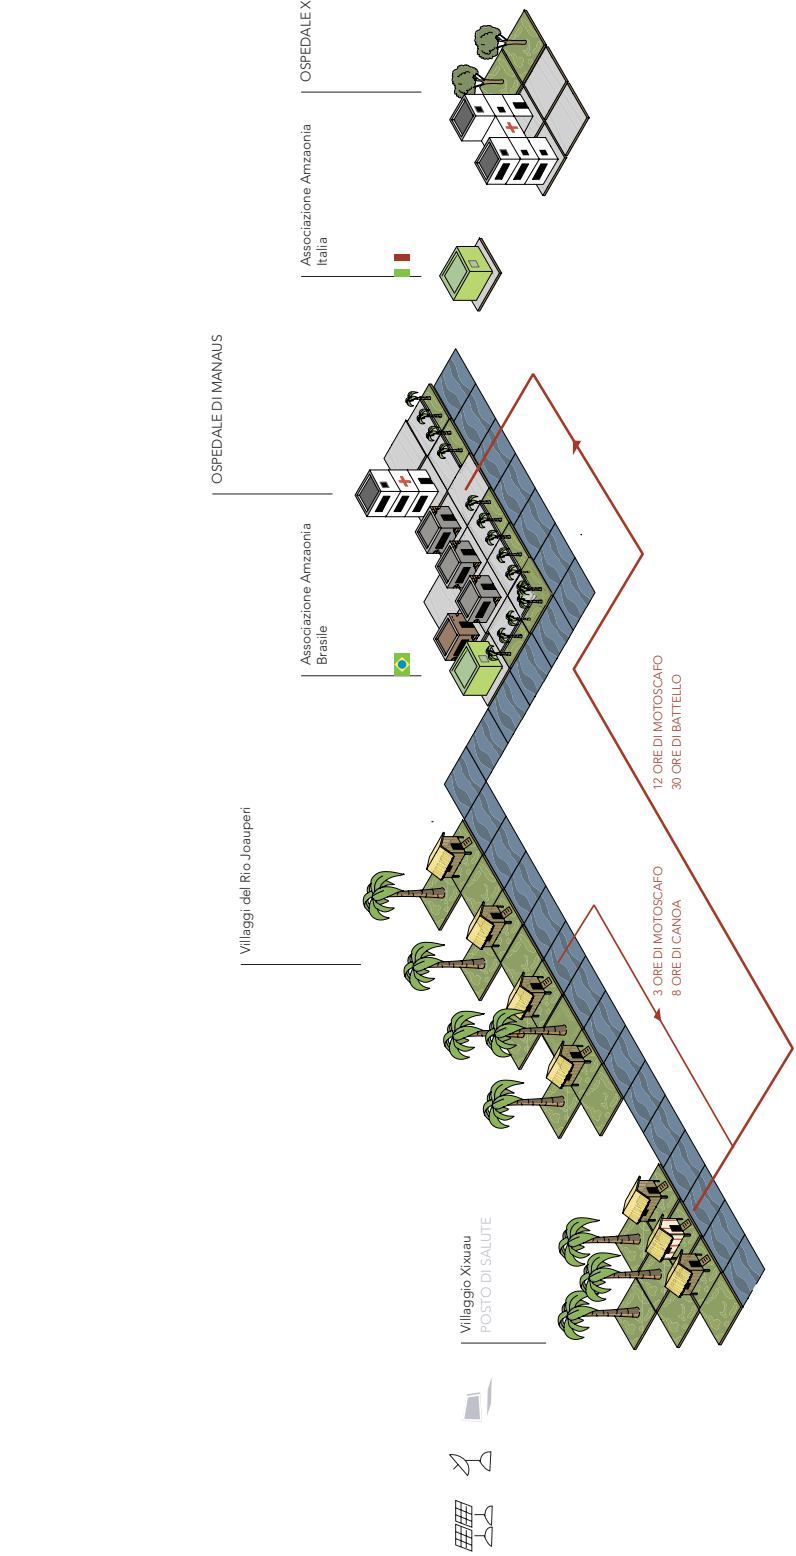 Villaggio Xixuau
POSTO DI SALUTE
Villaggi del Rio Joauperi
3 ORE DI MOTOSCAFO
8 ORE DI CANOA
12 ORE DI MOTOSCAFO
30 ORE DI BATTELLO
Associazione Amzaonia
Brasile
OSPEDALE DI MANAUS
Associazione Amzaonia
Italia
OSPEDALE X